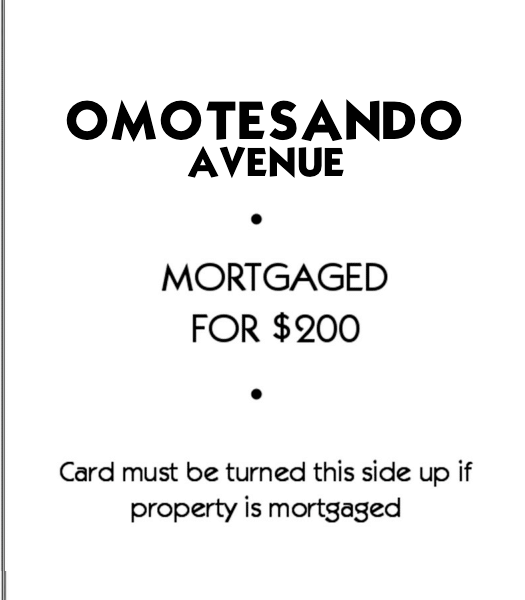 OMOTESANDO
AVENUE
•
MORTGAGED
FOR $200
•
Card must be turned this side up if
property is mortgaged